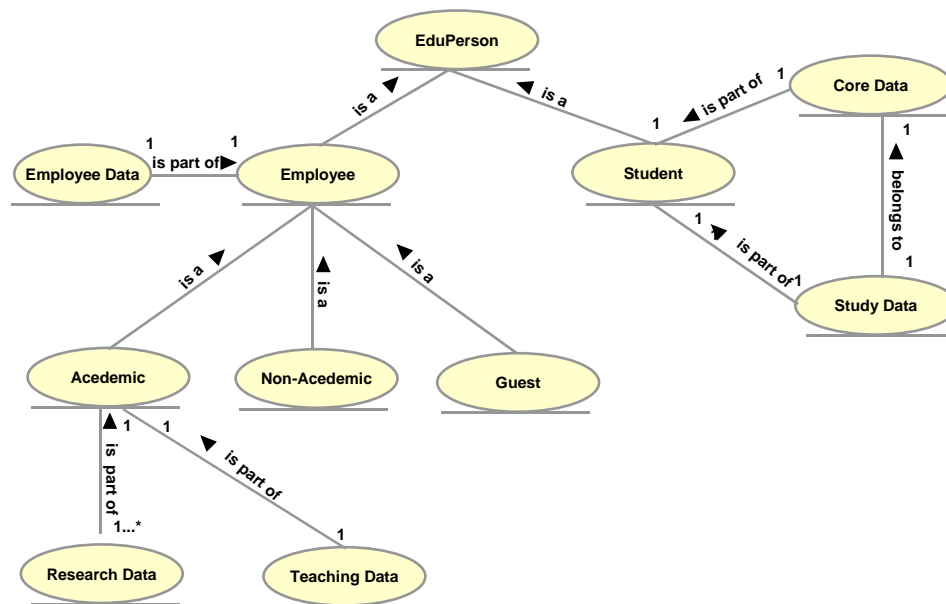 EduPerson
is a
is a
1
is part of
Core Data
1
1
is part of
1
1
Employee Data
Employee
Student
belongs to
is a
is a
is a
1
is part of
1
1
Study Data
Acedemic
Non-Acedemic
Guest
1
1
is part of
is part of
1...*
1
Research Data
Teaching Data